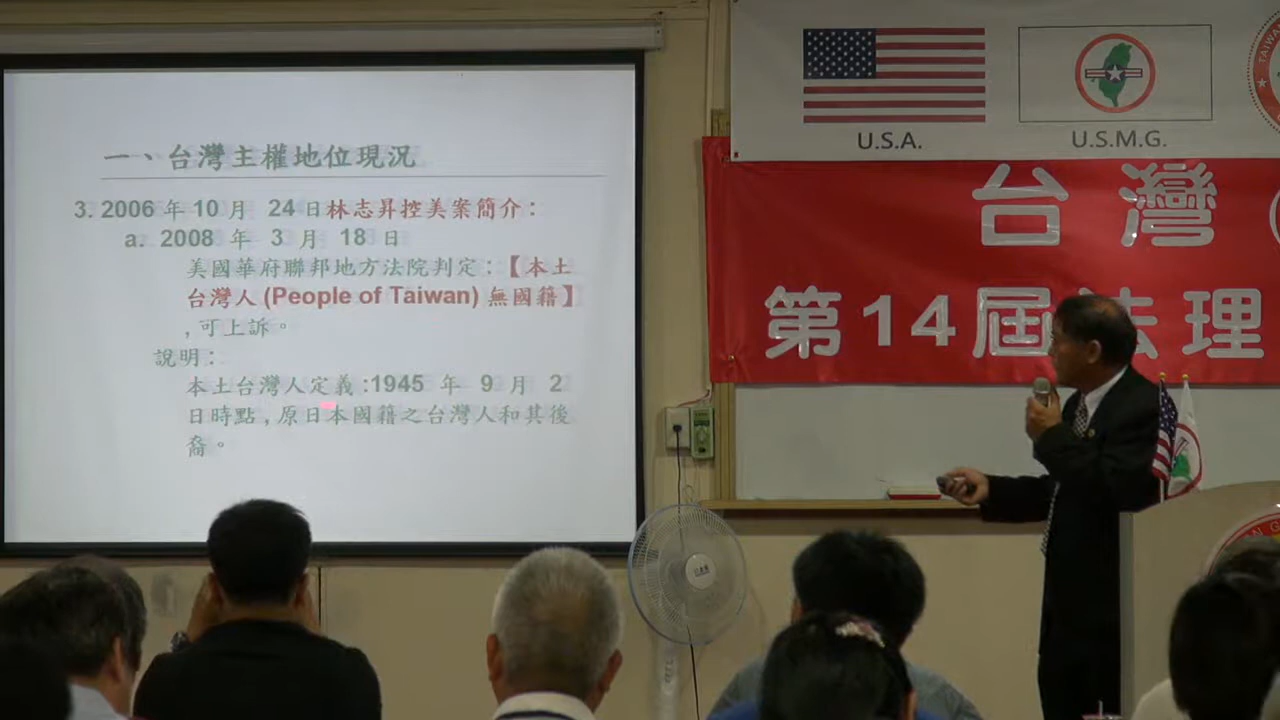 一、台灣主權地位現況
3. 2006 年 10 月 24 日林志昇控美案簡介：
a. 2008 年 3 月 18 日
美國華府聯邦地方法院判定：【本土
台灣人 (People of Taiwan) 無國籍】
,可上訴。
說明：
本土台灣人定義:1945 年 9 月 2
日時點,原日本國籍之台灣人和其後
裔。
U.S.A.
U.S.M.G.
台灣
第14屆法理